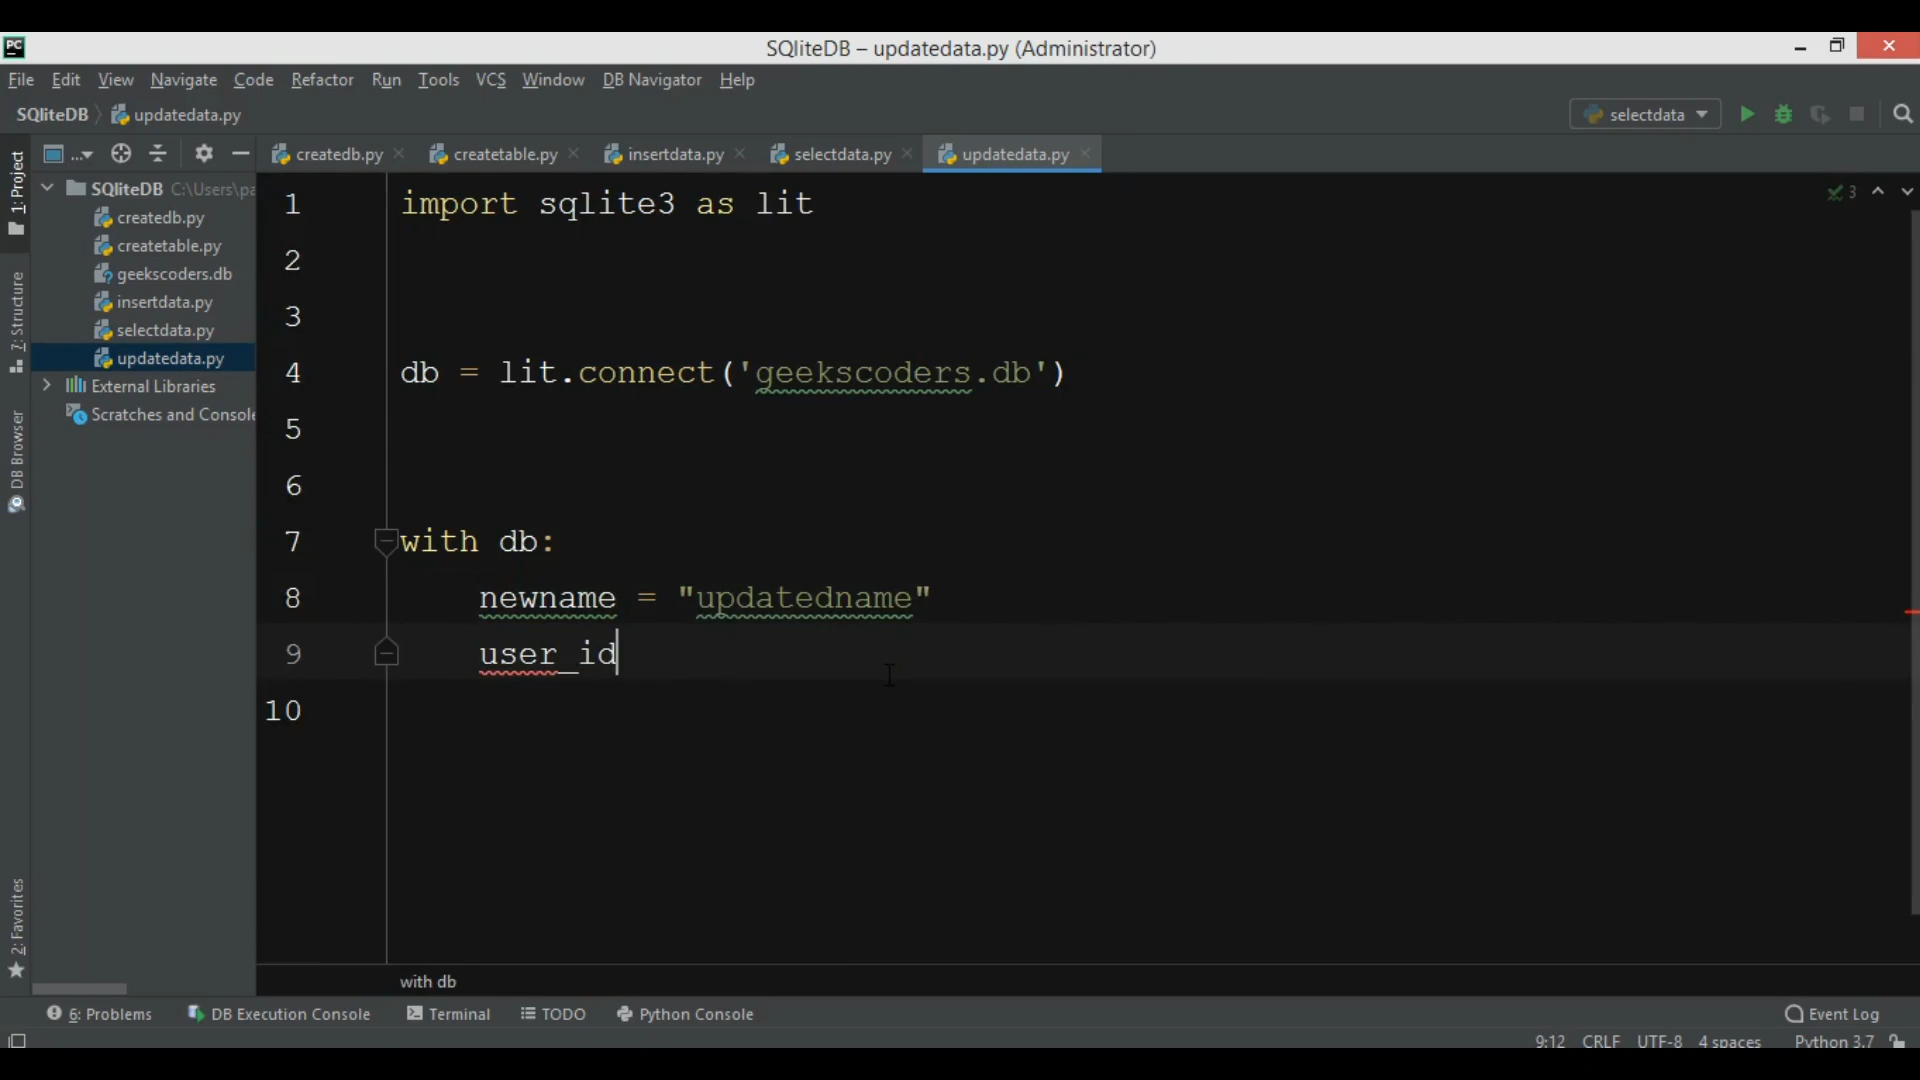 PC
SQliteDB – updatedata.py (Administrator)
File Edit View Navigate Code Refactor Run Tools VCS Window DB Navigator Help
SQliteDB updatedata.py selectdata
... createdb.py createtable.py insertdata.py selectdata.py updatedata.py
1: Project
7: Structure
DB Browser
2: Favorites
SQliteDB C:\Users\pa
createdb.py
createtable.py
geekscoders.db
insertdata.py
selectdata.py
updatedata.py
External Libraries
Scratches and Console
3
1 import sqlite3 as lit
2
3
4 db = lit.connect('geekscoders.db')
5
6
7 with db:
8 newname = "updatedname"
9 user_id
10
with db
6: Problems DB Execution Console Terminal TODO Python Console Event Log
9:12 CRLF UTF-8 4 spaces Python 3.7